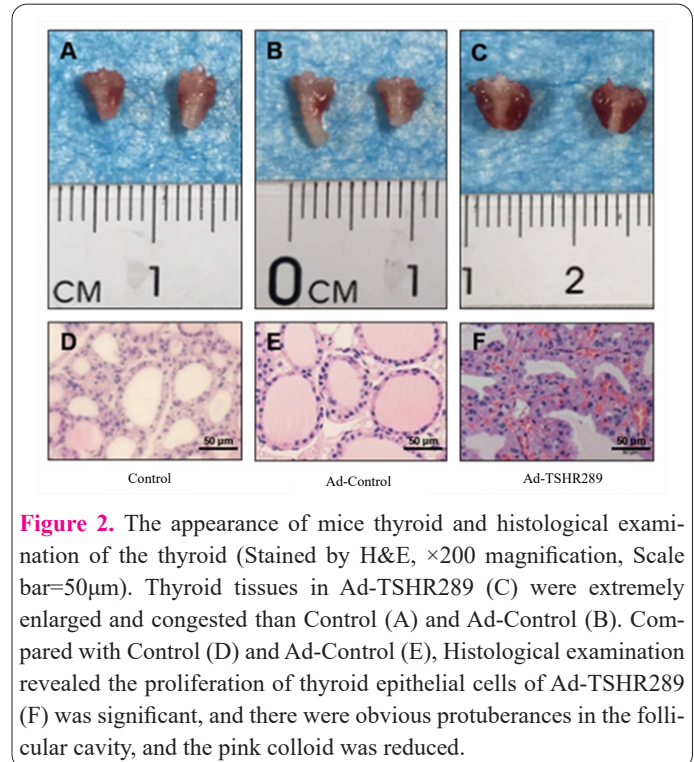 A
B
C
CM 1
0 CM 1
1 2
D
E
F
50 μm
50 μm
50 μm
Control
Ad-Control
Ad-TSHR289
Figure 2. The appearance of mice thyroid and histological exami-
nation of the thyroid (Stained by H&E, ×200 magnification, Scale
bar=50μm). Thyroid tissues in Ad-TSHR289 (C) were extremely
enlarged and congested than Control (A) and Ad-Control (B). Com-
pared with Control (D) and Ad-Control (E), Histological examination
revealed the proliferation of thyroid epithelial cells of Ad-TSHR289
(F) was significant, and there were obvious protuberances in the folli-
cular cavity, and the pink colloid was reduced.